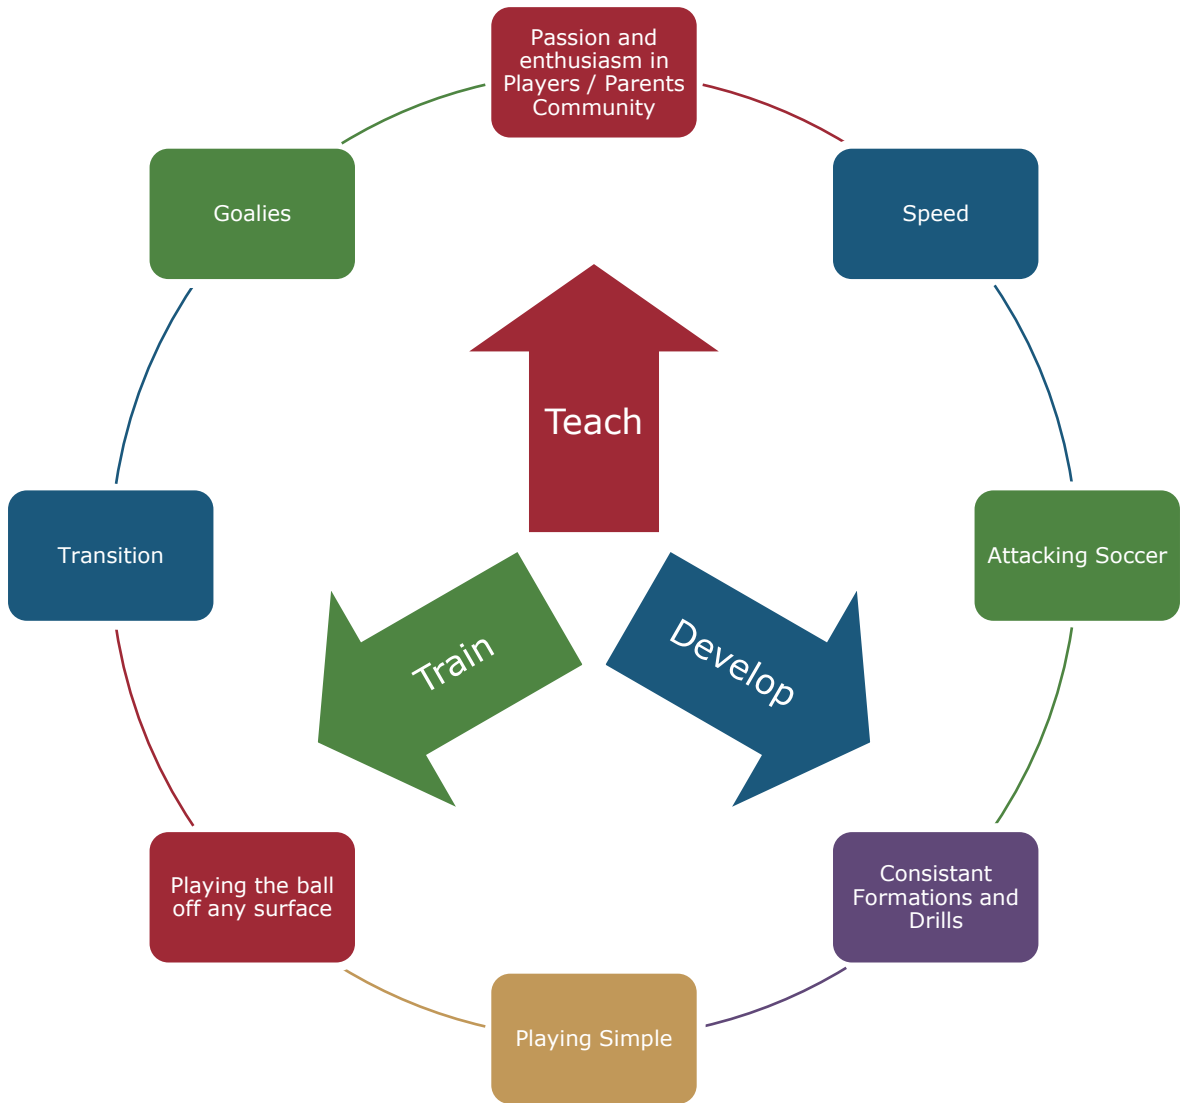 Passion and
enthusiasm in
Players / Parents
Community
Goalies
Speed
Teach
Transition
Attacking Soccer
Train
Develop
Playing the ball
off any surface
Consistant
Formations and
Drills
Playing Simple